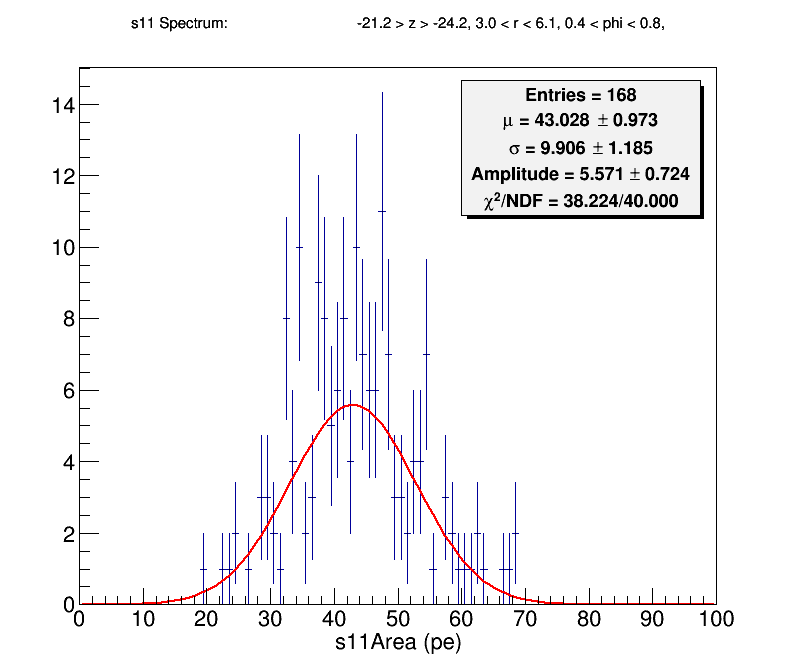 s11 Spectrum: -21.2 > z > -24.2, 3.0 < r < 6.1, 0.4 < phi < 0.8,
Entries = 168
μ = 43.028 ± 0.973
σ = 9.906 ± 1.185
Amplitude = 5.571 ± 0.724
χ²/NDF = 38.224/40.000
14
12
10
8
6
4
2
0
0 10 20 30 40 50 60 70 80 90 100
s11Area (pe)